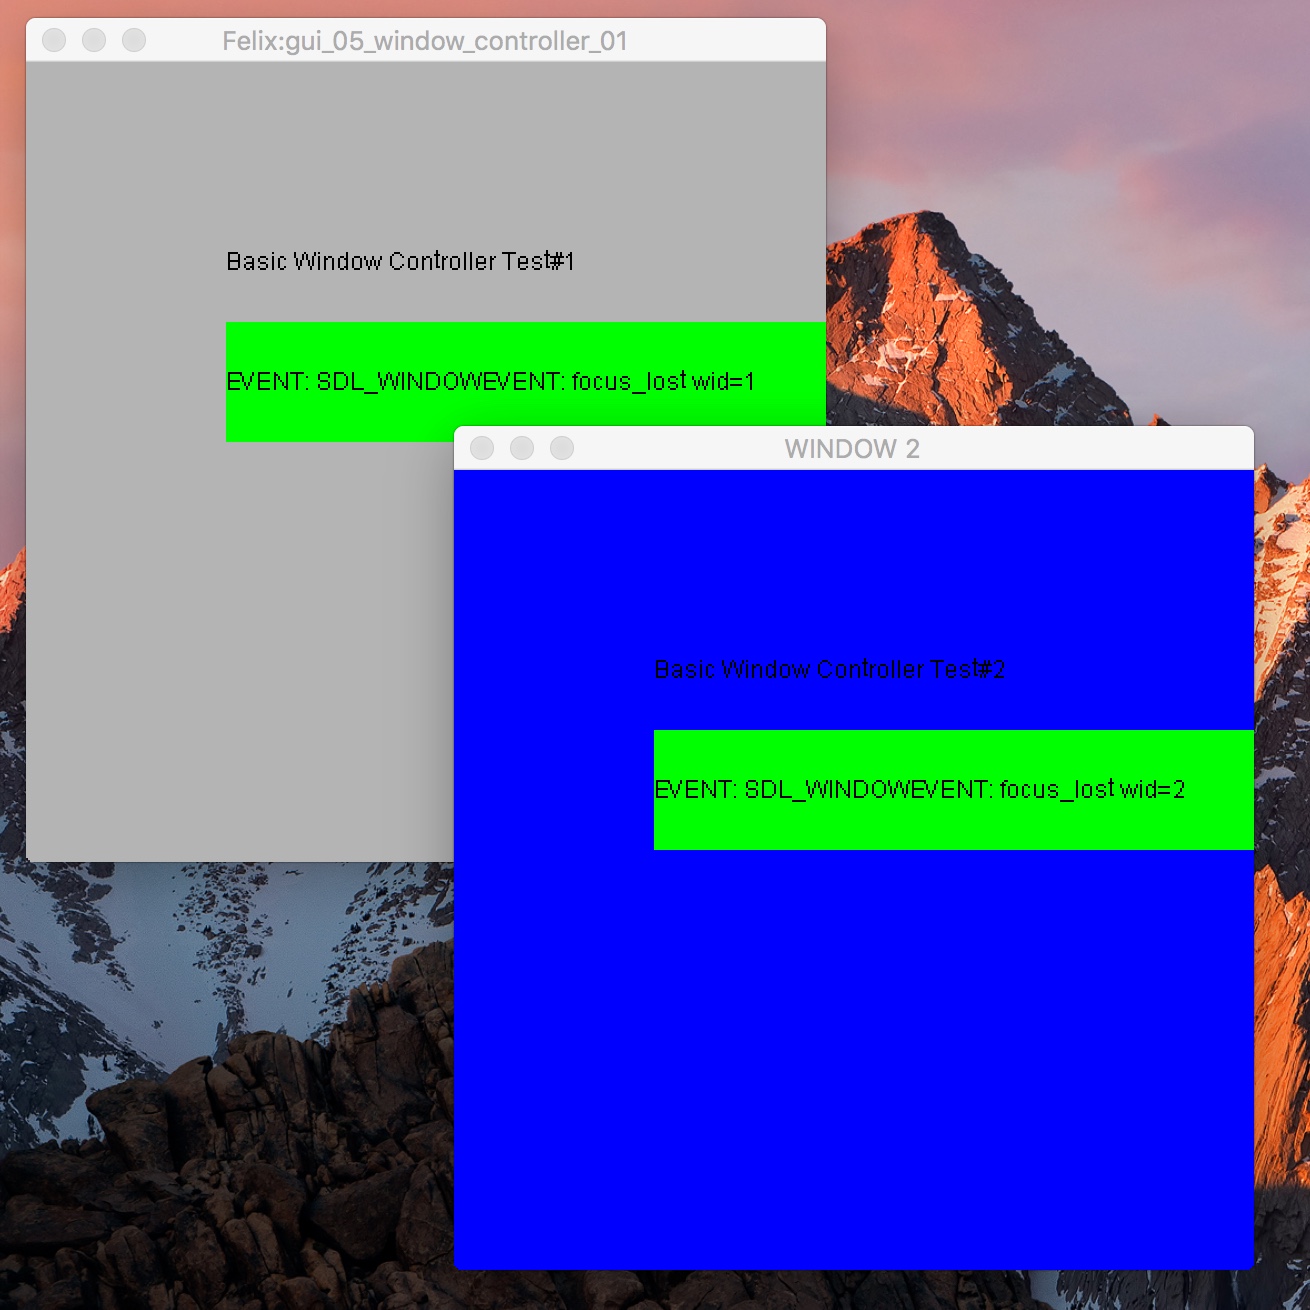 Felix:gui_05_window_controller_01
Basic Window Controller Test#1
EVENT: SDL_WINDOWEVENT: focus_lost wid=1
WINDOW 2
Basic Window Controller Test#2
EVENT: SDL_WINDOWEVENT: focus_lost wid=2